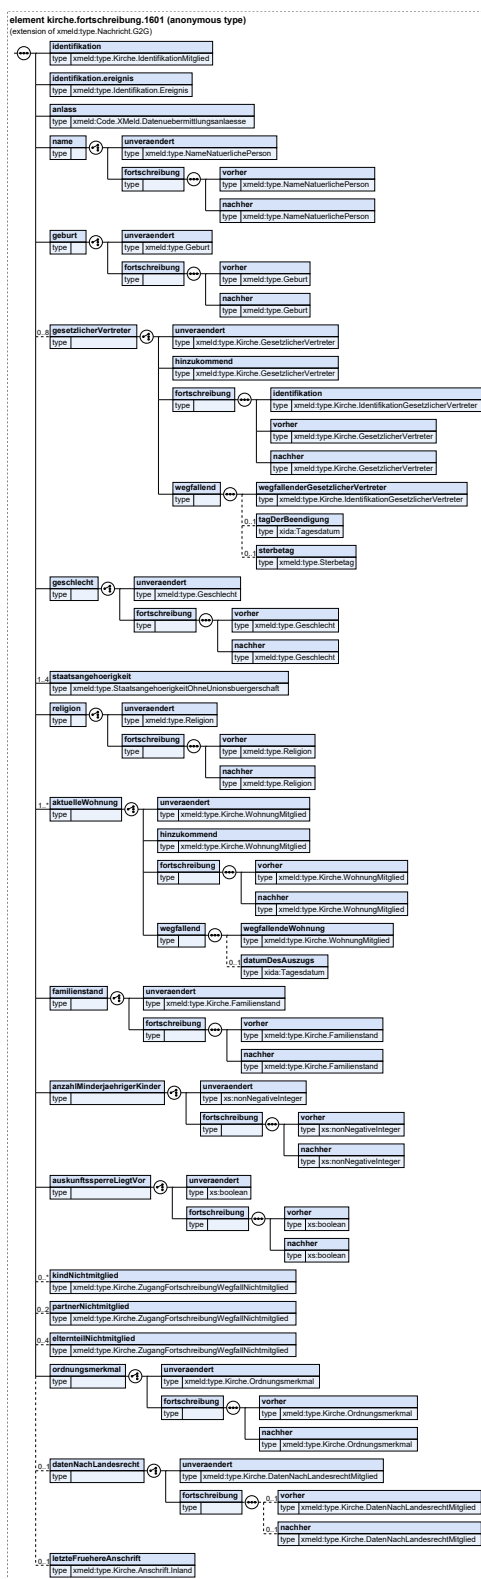 element kirche.fortschreibung.1601 (anonymous type)
(extension of xmeld:type.Nachricht.G2G)
identifikation
type xmeld:type.Kirche.IdentifikationMitglied
identifikation.ereignis
type xmeld:type.Identifikation.Ereignis
anlass
type xmeld:Code.XMeld.Datenuebermittlungsanlaesse
name
type
unveraendert
type xmeld:type.NameNatuerlichePerson
fortschreibung
type
vorher
type xmeld:type.NameNatuerlichePerson
nachher
type xmeld:type.NameNatuerlichePerson
geburt
type
unveraendert
type xmeld:type.Geburt
fortschreibung
type
vorher
type xmeld:type.Geburt
nachher
type xmeld:type.Geburt
0..8
gesetzlicherVertreter
type
unveraendert
type xmeld:type.Kirche.GesetzlicherVertreter
hinzukommend
type xmeld:type.Kirche.GesetzlicherVertreter
fortschreibung
type
identifikation
type xmeld:type.Kirche.IdentifikationGesetzlicherVertreter
vorher
type xmeld:type.Kirche.GesetzlicherVertreter
nachher
type xmeld:type.Kirche.GesetzlicherVertreter
wegfallend
type
wegfallenderGesetzlicherVertreter
type xmeld:type.Kirche.IdentifikationGesetzlicherVertreter
0..1
tagDerBeendigung
type xida:Tagesdatum
0..1
sterbetag
type xmeld:type.Sterbetag
geschlecht
type
unveraendert
type xmeld:type.Geschlecht
fortschreibung
type
vorher
type xmeld:type.Geschlecht
nachher
type xmeld:type.Geschlecht
1..4
staatsangehoerigkeit
type xmeld:type.StaatsangehoerigkeitOhneUnionsbuergerschaft
religion
type
unveraendert
type xmeld:type.Religion
fortschreibung
type
vorher
type xmeld:type.Religion
nachher
type xmeld:type.Religion
1..*
aktuelleWohnung
type
unveraendert
type xmeld:type.Kirche.WohnungMitglied
hinzukommend
type xmeld:type.Kirche.WohnungMitglied
fortschreibung
type
vorher
type xmeld:type.Kirche.WohnungMitglied
nachher
type xmeld:type.Kirche.WohnungMitglied
wegfallend
type
wegfallendeWohnung
type xmeld:type.Kirche.WohnungMitglied
0..1
datumDesAuszugs
type xida:Tagesdatum
familienstand
type
unveraendert
type xmeld:type.Kirche.Familienstand
fortschreibung
type
vorher
type xmeld:type.Kirche.Familienstand
nachher
type xmeld:type.Kirche.Familienstand
anzahlMinderjaehrigerKinder
type
unveraendert
type xs:nonNegativeInteger
fortschreibung
type
vorher
type xs:nonNegativeInteger
nachher
type xs:nonNegativeInteger
auskunftssperreLiegtVor
type
unveraendert
type xs:boolean
fortschreibung
type
vorher
type xs:boolean
nachher
type xs:boolean
0..*
kindNichtmitglied
type xmeld:type.Kirche.ZugangFortschreibungWegfallNichtmitglied
0..2
partnerNichtmitglied
type xmeld:type.Kirche.ZugangFortschreibungWegfallNichtmitglied
0..4
elternteilNichtmitglied
type xmeld:type.Kirche.ZugangFortschreibungWegfallNichtmitglied
ordnungsmerkmal
type
unveraendert
type xmeld:type.Kirche.Ordnungsmerkmal
fortschreibung
type
vorher
type xmeld:type.Kirche.Ordnungsmerkmal
nachher
type xmeld:type.Kirche.Ordnungsmerkmal
0..1
datenNachLandesrecht
type
unveraendert
type xmeld:type.Kirche.DatenNachLandesrechtMitglied
fortschreibung
type
0..1
vorher
type xmeld:type.Kirche.DatenNachLandesrechtMitglied
0..1
nachher
type xmeld:type.Kirche.DatenNachLandesrechtMitglied
0..1
letzteFruehereAnschrift
type xmeld:type.Kirche.Anschrift.Inland